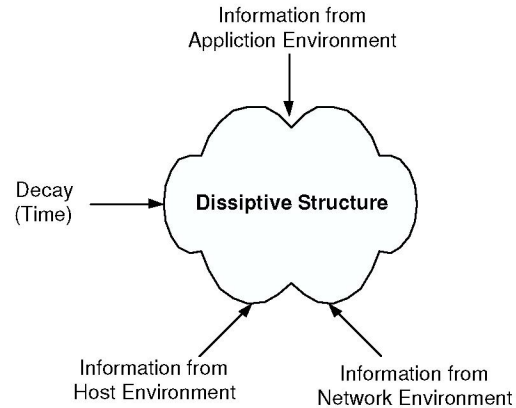 Information from
Appliction Environment
Decay
(Time)
Dissiptive Structure
Information from
Host Environment
Information from
Network Environment